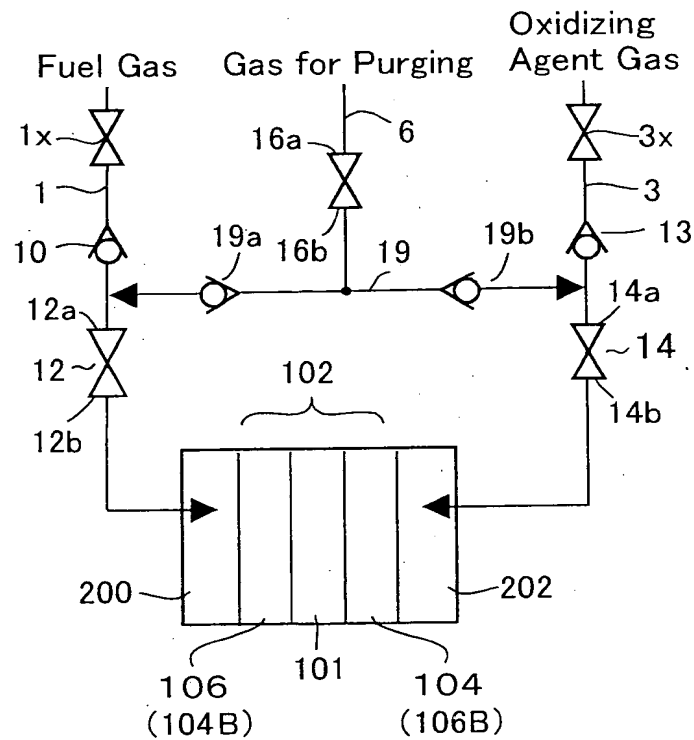 Oxidizing
Fuel Gas Gas for Purging Agent Gas
1x 16a 6 3x
1 3
10 16b 19a 19 19b 13
12a 14a
12 14
12b 102 14b
200 202
106 101 104
(104B) (106B)